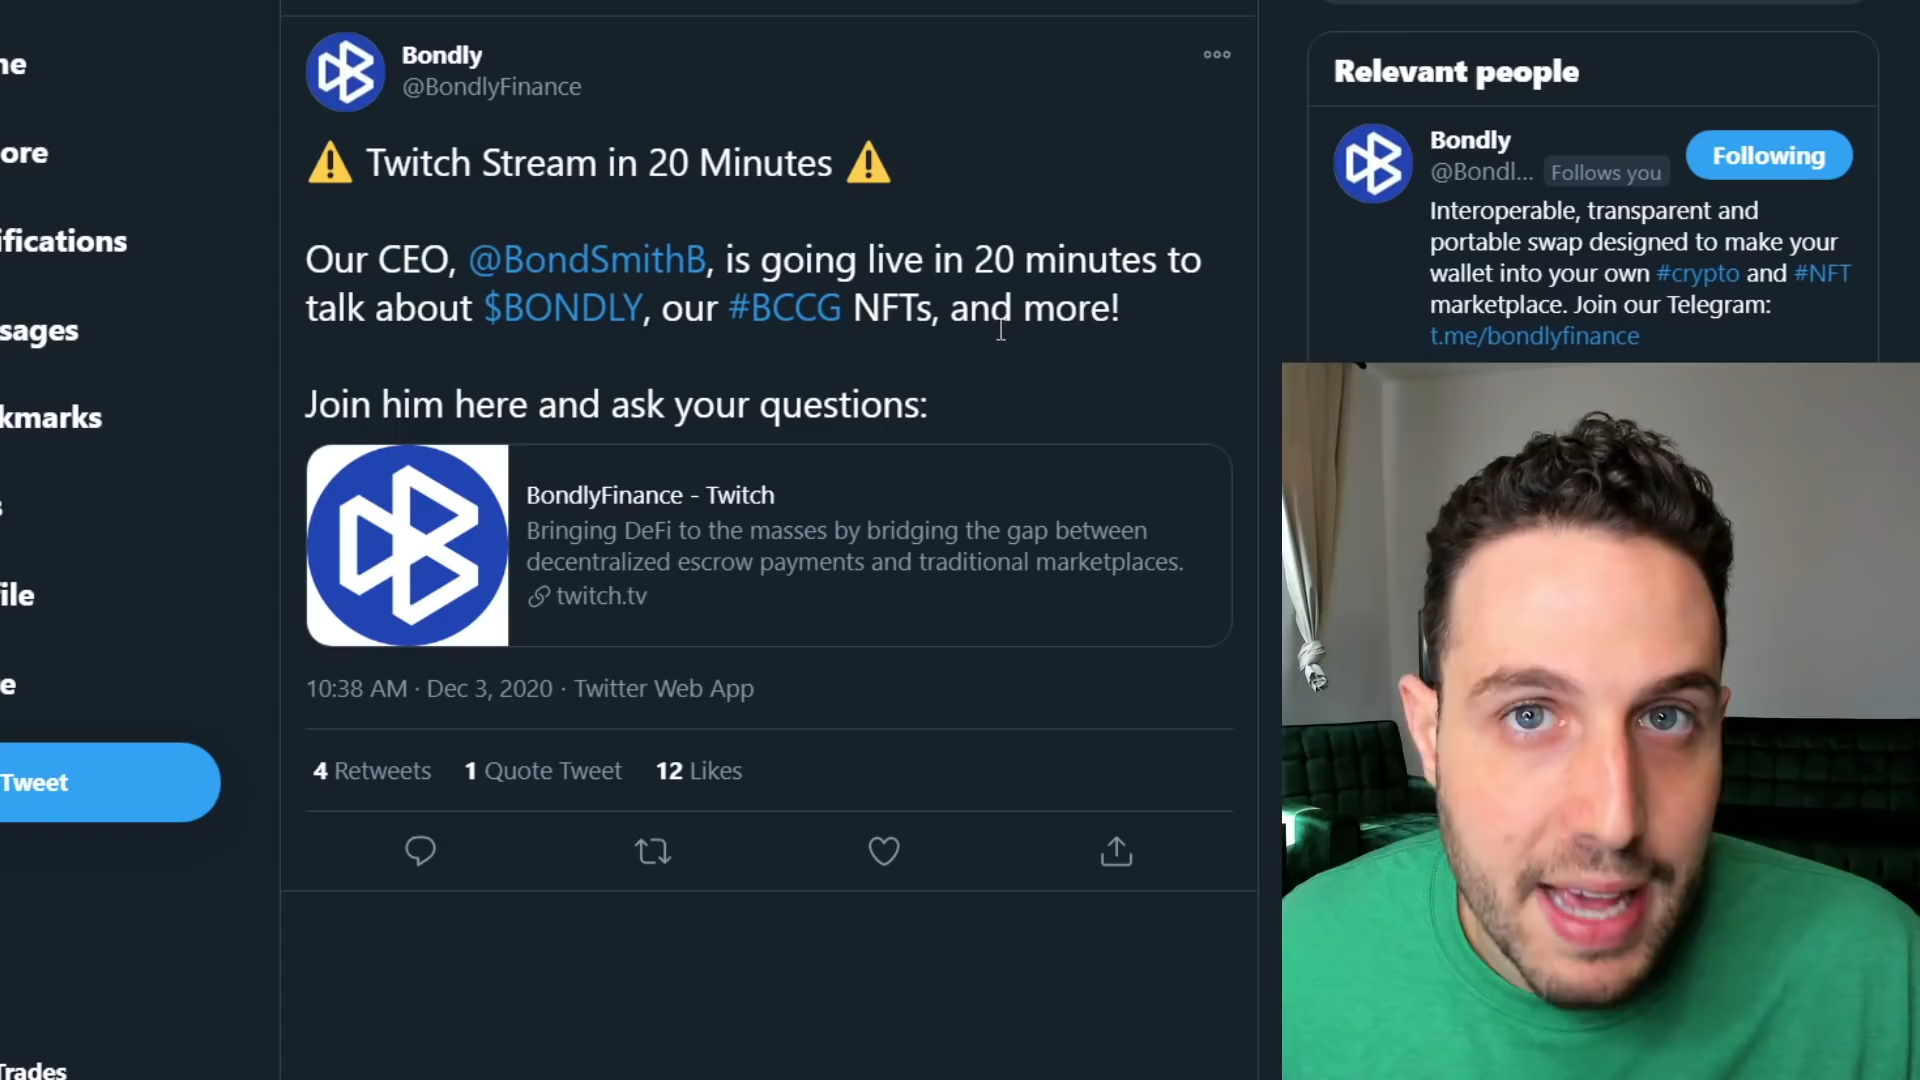 me
ore
ifications
sages
kmarks
s
file
e
Tweet
Trades
Bondly
@BondlyFinance
⚠️ Twitch Stream in 20 Minutes ⚠️
Our CEO, @BondSmithB, is going live in 20 minutes to
talk about $BONDLY, our #BCCG NFTs, and more!
Join him here and ask your questions:
BondlyFinance - Twitch
Bringing DeFi to the masses by bridging the gap between
decentralized escrow payments and traditional marketplaces.
twitch.tv
10:38 AM · Dec 3, 2020 · Twitter Web App
4 Retweets 1 Quote Tweet 12 Likes
Relevant people
Bondly
@Bondl... Follows you
Following
Interoperable, transparent and
portable swap designed to make your
wallet into your own #crypto and #NFT
marketplace. Join our Telegram:
t.me/bondlyfinance